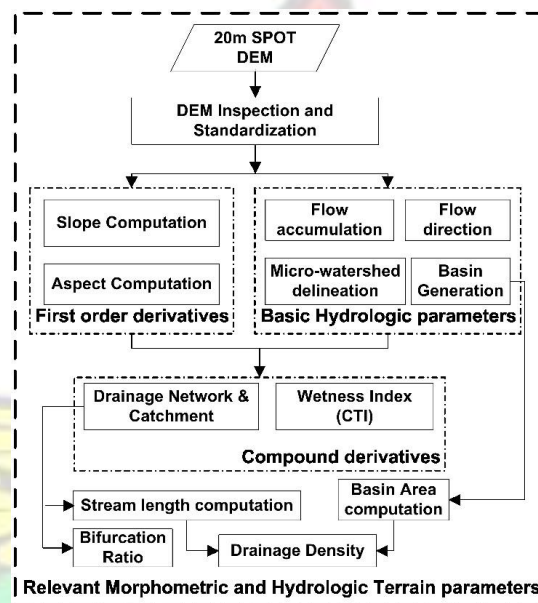 20m SPOT
DEM
DEM Inspection and
Standardization
Slope Computation
Aspect Computation
First order derivatives
Flow
accumulation
Flow
direction
Micro-watershed
delineation
Basin
Generation
Basic Hydrologic parameters
Drainage Network &
Catchment
Wetness Index
(CTI)
Compound derivatives
Stream length computation
Basin Area
computation
Bifurcation
Ratio
Drainage Density
Relevant Morphometric and Hydrologic Terrain parameters